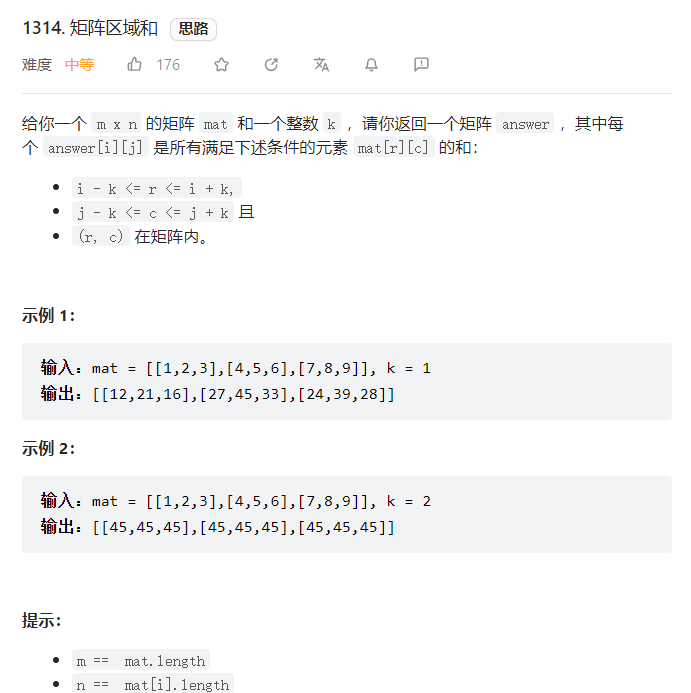 1314. 矩阵区域和 思路
难度 中等 176
给你一个 m x n 的矩阵 mat 和一个整数 k ，请你返回一个矩阵 answer ，其中每
个 answer[i][j] 是所有满足下述条件的元素 mat[r][c] 的和：
i - k <= r <= i + k,
j - k <= c <= j + k 且
(r, c) 在矩阵内。
示例 1：
输入：mat = [[1,2,3],[4,5,6],[7,8,9]], k = 1
输出：[[12,21,16],[27,45,33],[24,39,28]]
示例 2：
输入：mat = [[1,2,3],[4,5,6],[7,8,9]], k = 2
输出：[[45,45,45],[45,45,45],[45,45,45]]
提示：
m == mat.length
n == mat[i].length